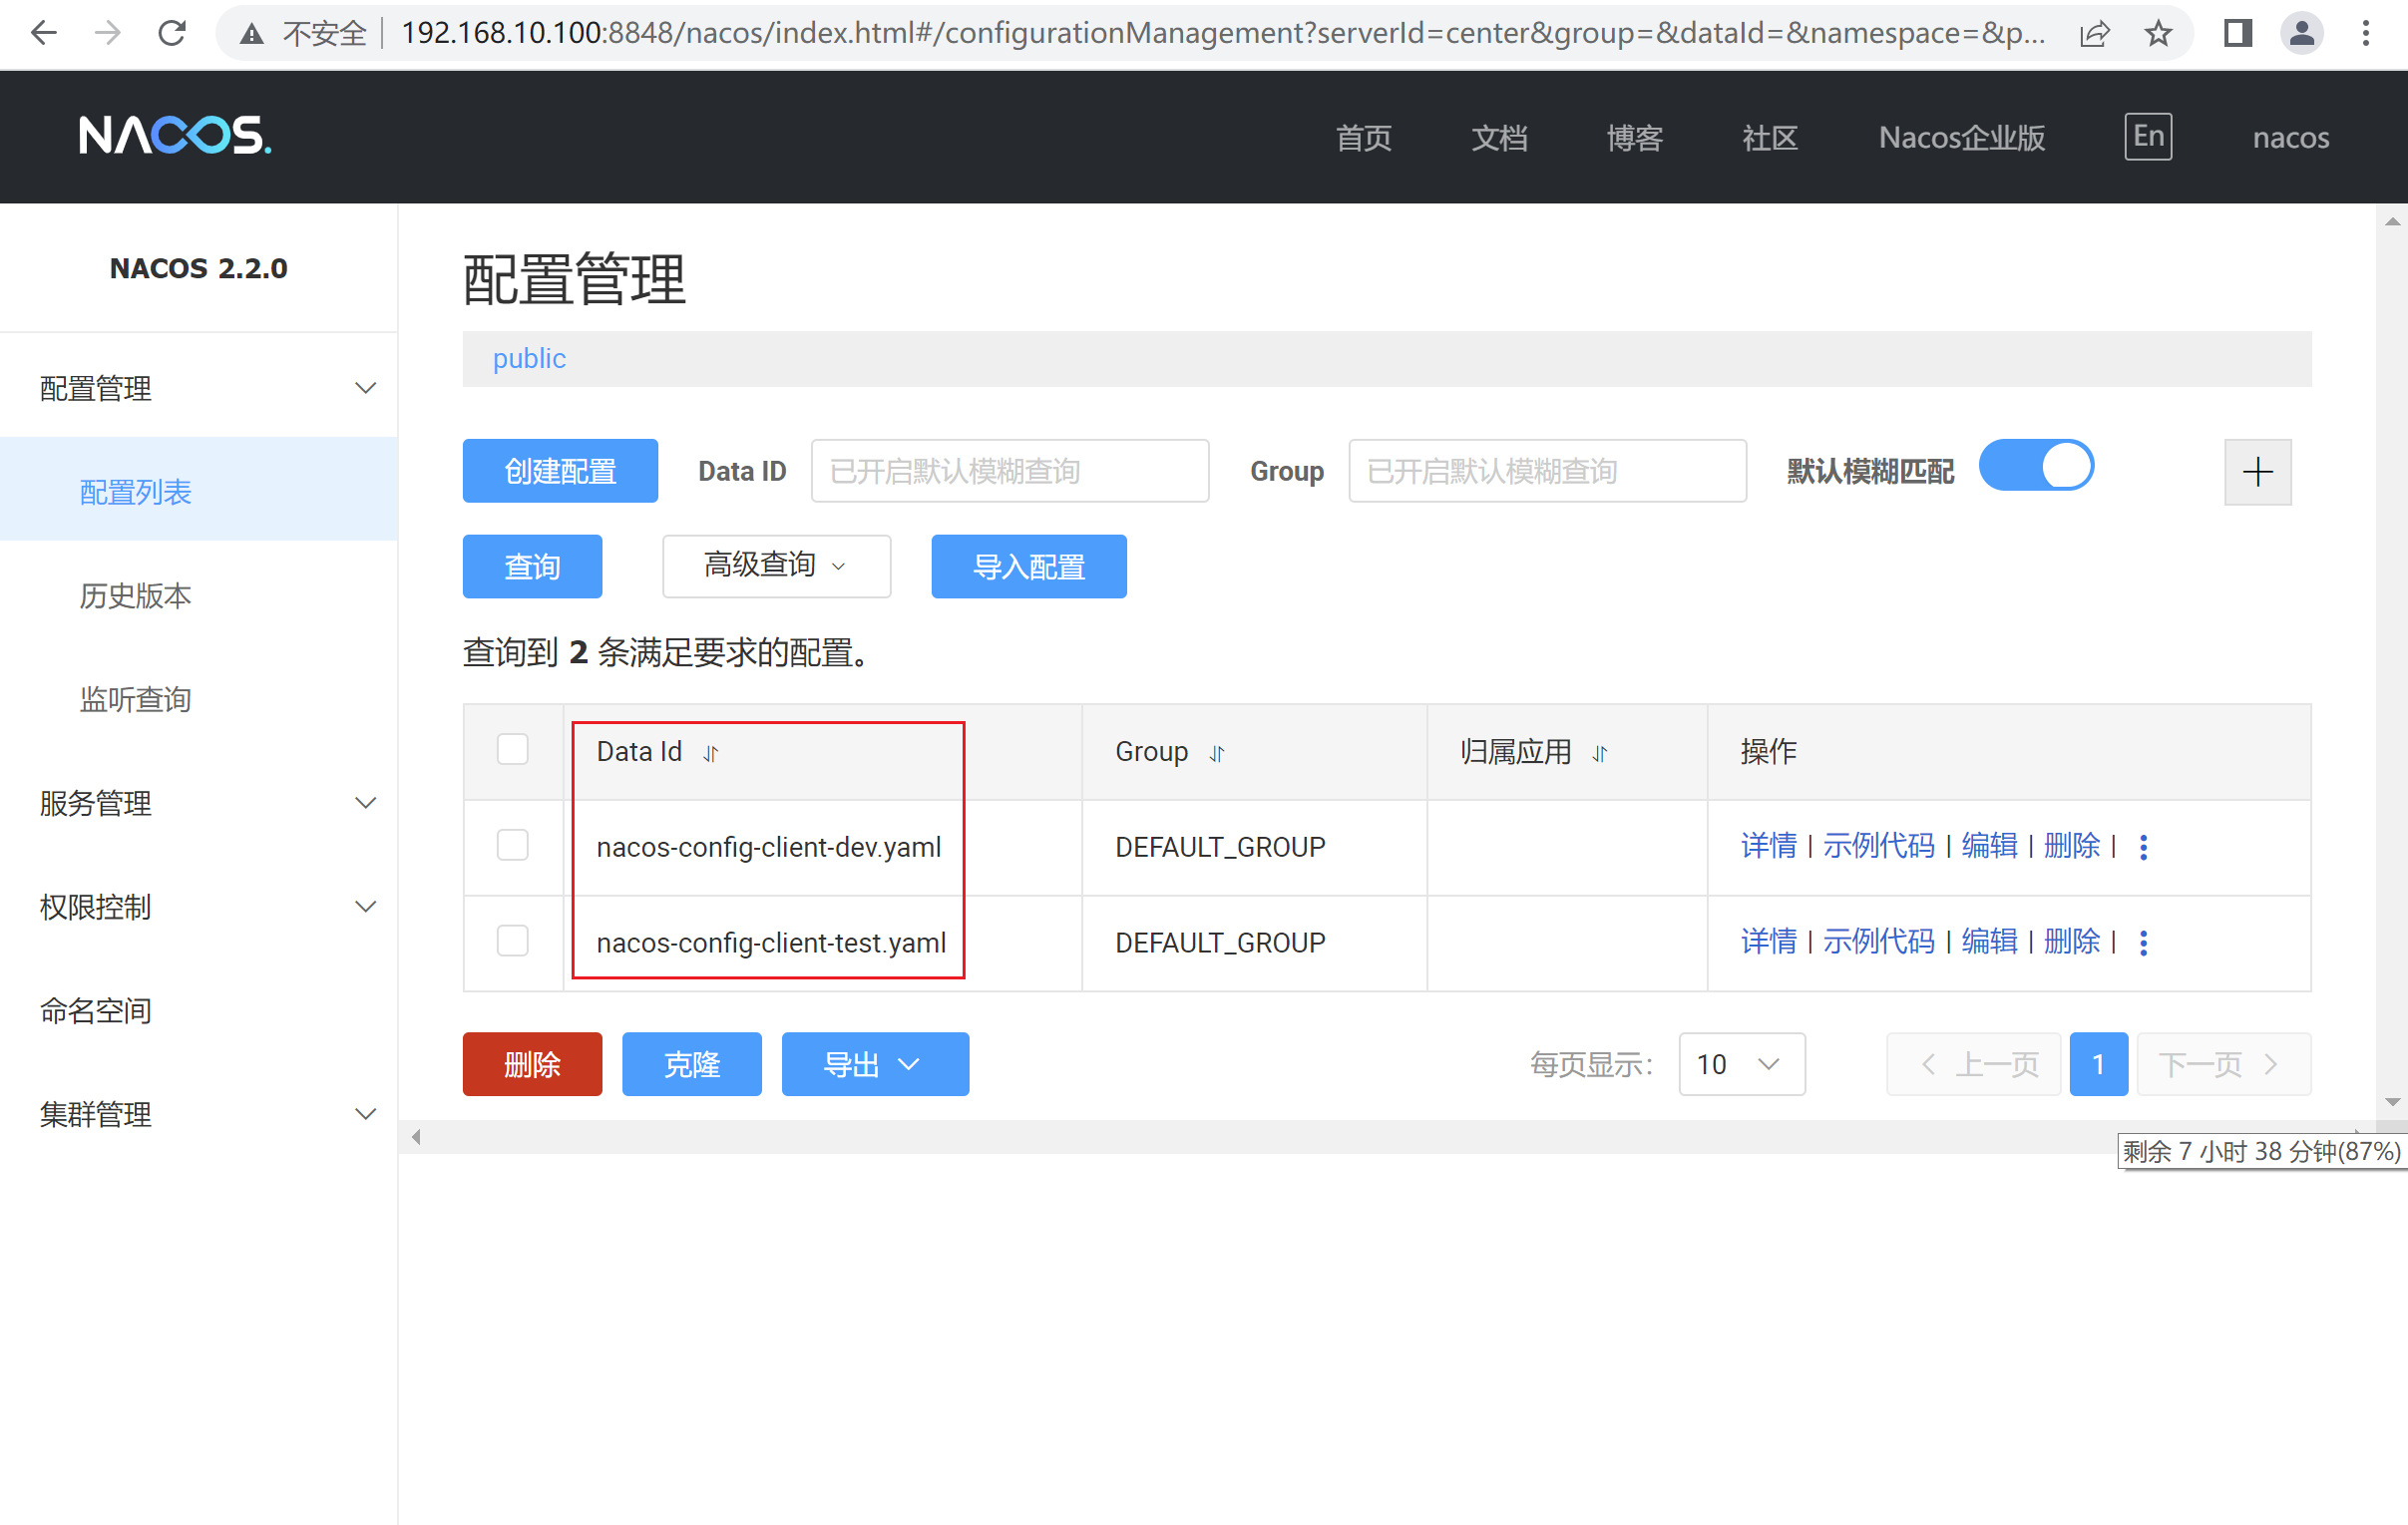 不安全 192.168.10.100:8848/nacos/index.html#/configurationManagement?serverId=center&group=&dataId=&namespace=&p...
NACOS.
首页 文档 博客 社区 Nacos企业版 En nacos
NACOS 2.2.0
配置管理
配置列表
历史版本
监听查询
服务管理
权限控制
命名空间
集群管理
配置管理
public
创建配置 Data ID 已开启默认模糊查询 Group 已开启默认模糊查询 默认模糊匹配
查询 高级查询 导入配置
查询到 2 条满足要求的配置。
Data Id Group 归属应用 操作
nacos-config-client-dev.yaml DEFAULT_GROUP 详情 | 示例代码 | 编辑 | 删除 |
nacos-config-client-test.yaml DEFAULT_GROUP 详情 | 示例代码 | 编辑 | 删除 |
删除 克隆 导出 每页显示: 10 上一页 1 下一页
剩余 7 小时 38 分钟(87%)